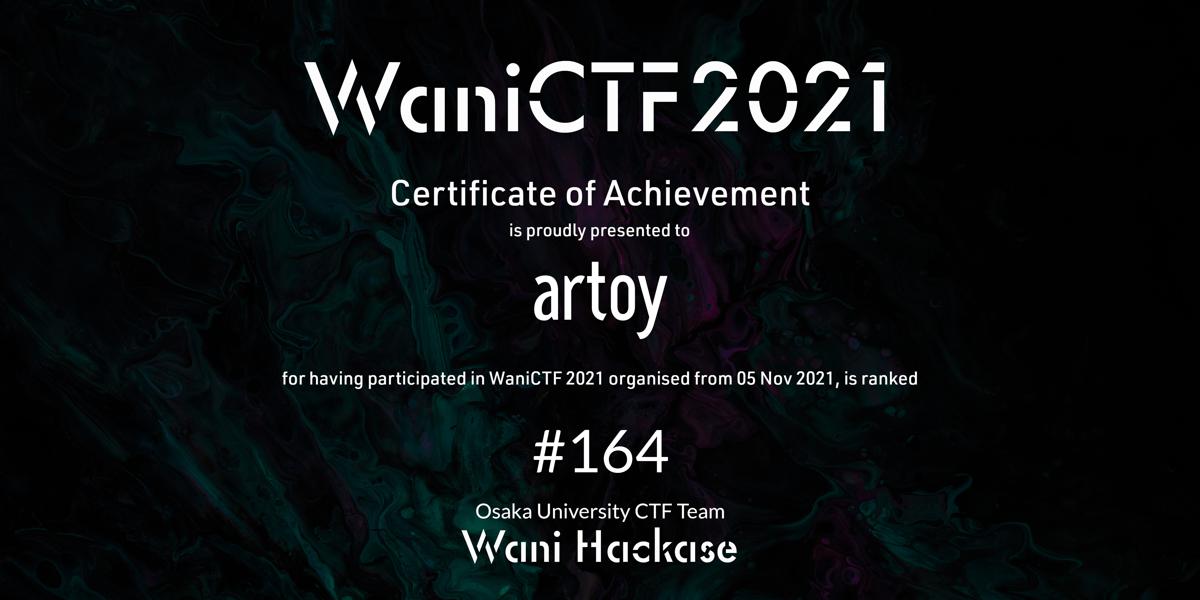 WaniCTF2021
Certificate of Achievement
is proudly presented to
artoy
for having participated in WaniCTF 2021 organised from 05 Nov 2021, is ranked
#164
Osaka University CTF Team
Wani Hackase